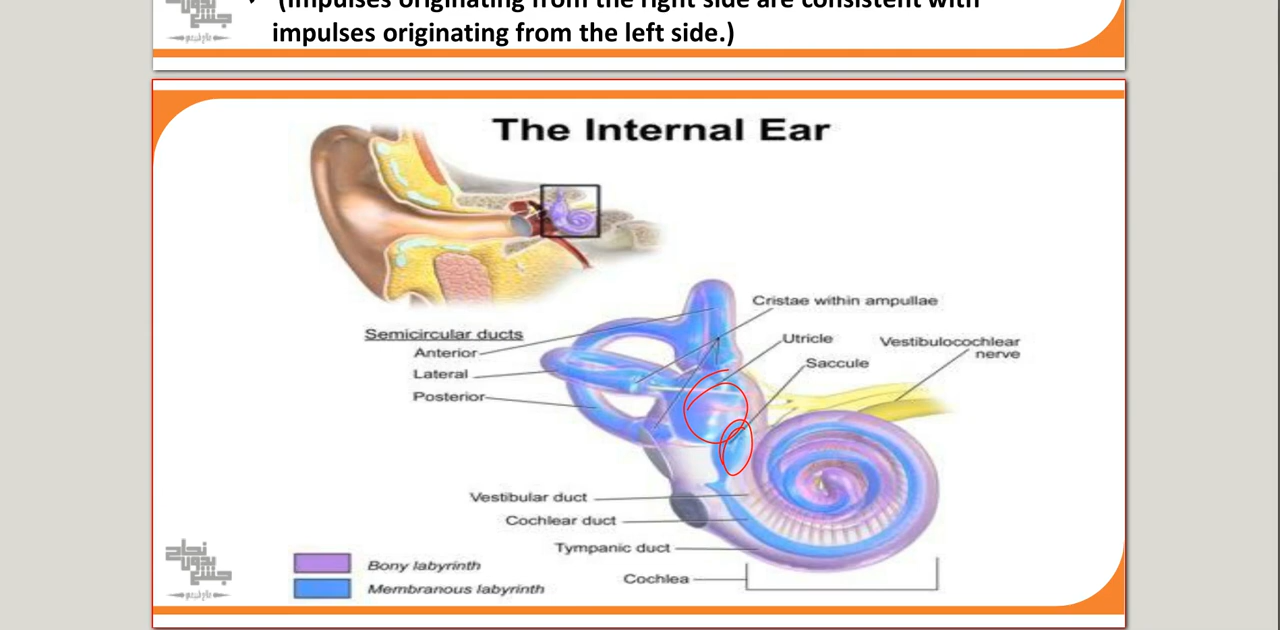 (Impulses originating from the right side are consistent with
impulses originating from the left side.)
The Internal Ear
Cristae within ampullae
Semicircular ducts
Utricle
Vestibulocochlear
nerve
Anterior
Saccule
Lateral
Posterior
Vestibular duct
Cochlear duct
Tympanic duct
Cochlea
Bony labyrinth
Membranous labyrinth